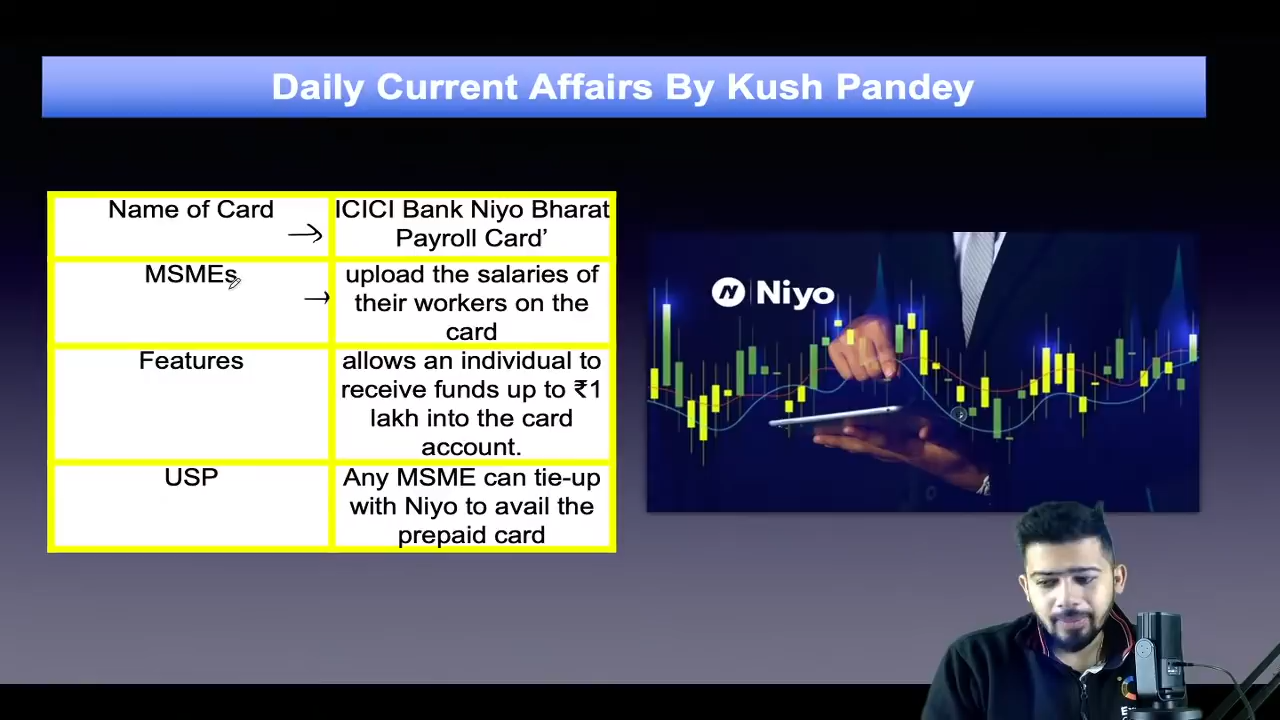 Daily Current Affairs By Kush Pandey
Name of Card
ICICI Bank Niyo Bharat
Payroll Card’
MSMEs
upload the salaries of
their workers on the
card
Features
allows an individual to
receive funds up to ₹1
lakh into the card
account.
USP
Any MSME can tie-up
with Niyo to avail the
prepaid card
Niyo